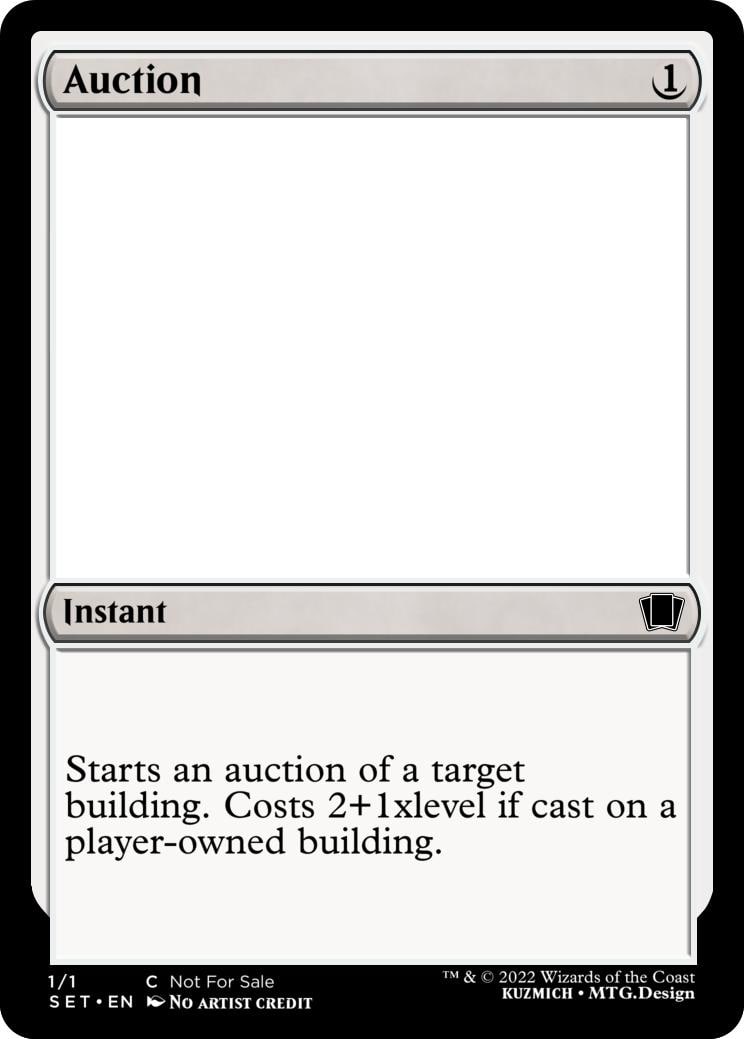 Auction 1
Instant
Starts an auction of a target
building. Costs 2+1xlevel if cast on a
player-owned building.
1/1 C Not For Sale ™ & © 2022 Wizards of the Coast
SET • EN No ARTIST CREDIT KUZMICH • MTG.Design